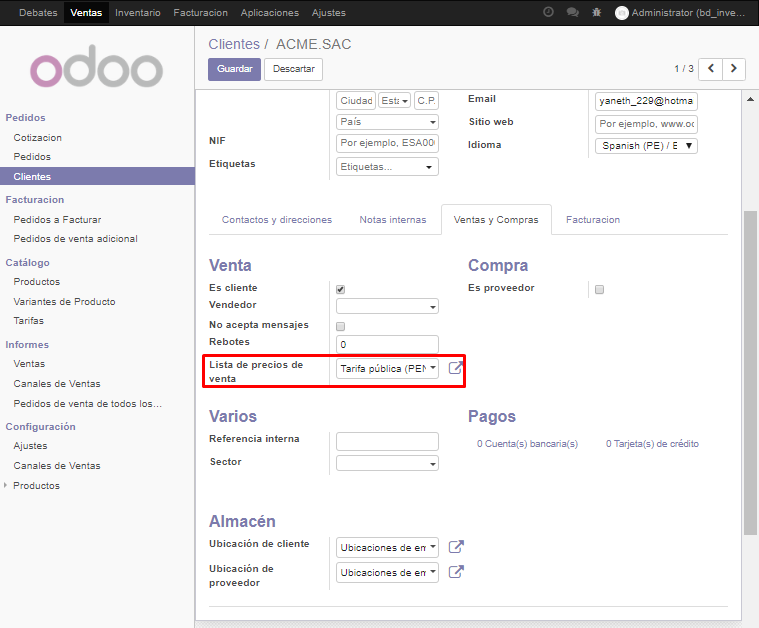 Debates Ventas Inventario Facturacion Aplicaciones Ajustes Administrator (bd_inve...
odoo
Clientes / ACME.SAC
Guardar Descartar 1 / 3
Pedidos
Cotizacion
Pedidos
Clientes
Facturacion
Pedidos a Facturar
Pedidos de venta adicional
Catálogo
Productos
Variantes de Producto
Tarifas
Informes
Ventas
Canales de Ventas
Pedidos de venta de todos los...
Configuración
Ajustes
Canales de Ventas
Productos
Ciudad Esta C.P.
País
NIF Por ejemplo, ESA00
Etiquetas Etiquetas...
Email yaneth_229@hotma
Sitio web Por ejemplo, www.oc
Idioma Spanish (PE) / E
Contactos y direcciones Notas internas Ventas y Compras Facturacion
Venta
Es cliente
Vendedor
No acepta mensajes
Rebotes 0
Lista de precios de
venta
Tarifa pública (PEN
Compra
Es proveedor
Varios
Referencia interna
Sector
Pagos
0 Cuenta(s) bancaria(s) 0 Tarjeta(s) de crédito
Almacén
Ubicación de cliente Ubicaciones de em
Ubicación de
proveedor
Ubicaciones de em